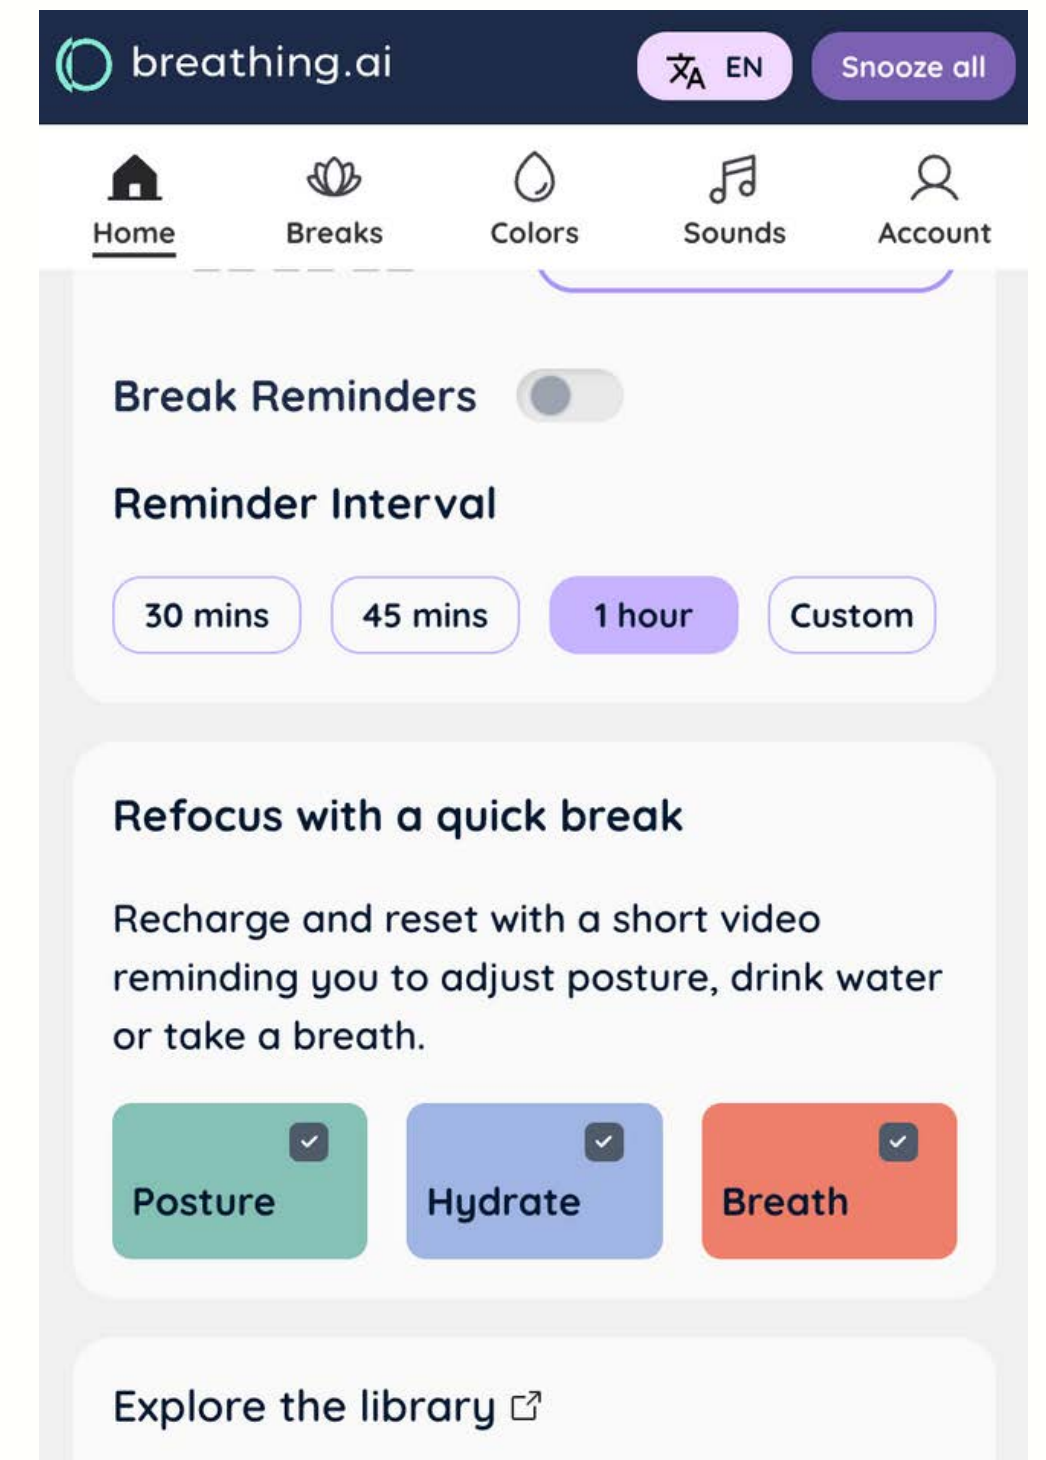 breathing.ai
文A EN
Snooze all
Home
Breaks
Colors
Sounds
Account
Break Reminders
Reminder Interval
30 mins
45 mins
1 hour
Custom
Refocus with a quick break
Recharge and reset with a short video
reminding you to adjust posture, drink water
or take a breath.
Posture
Hydrate
Breath
Explore the library